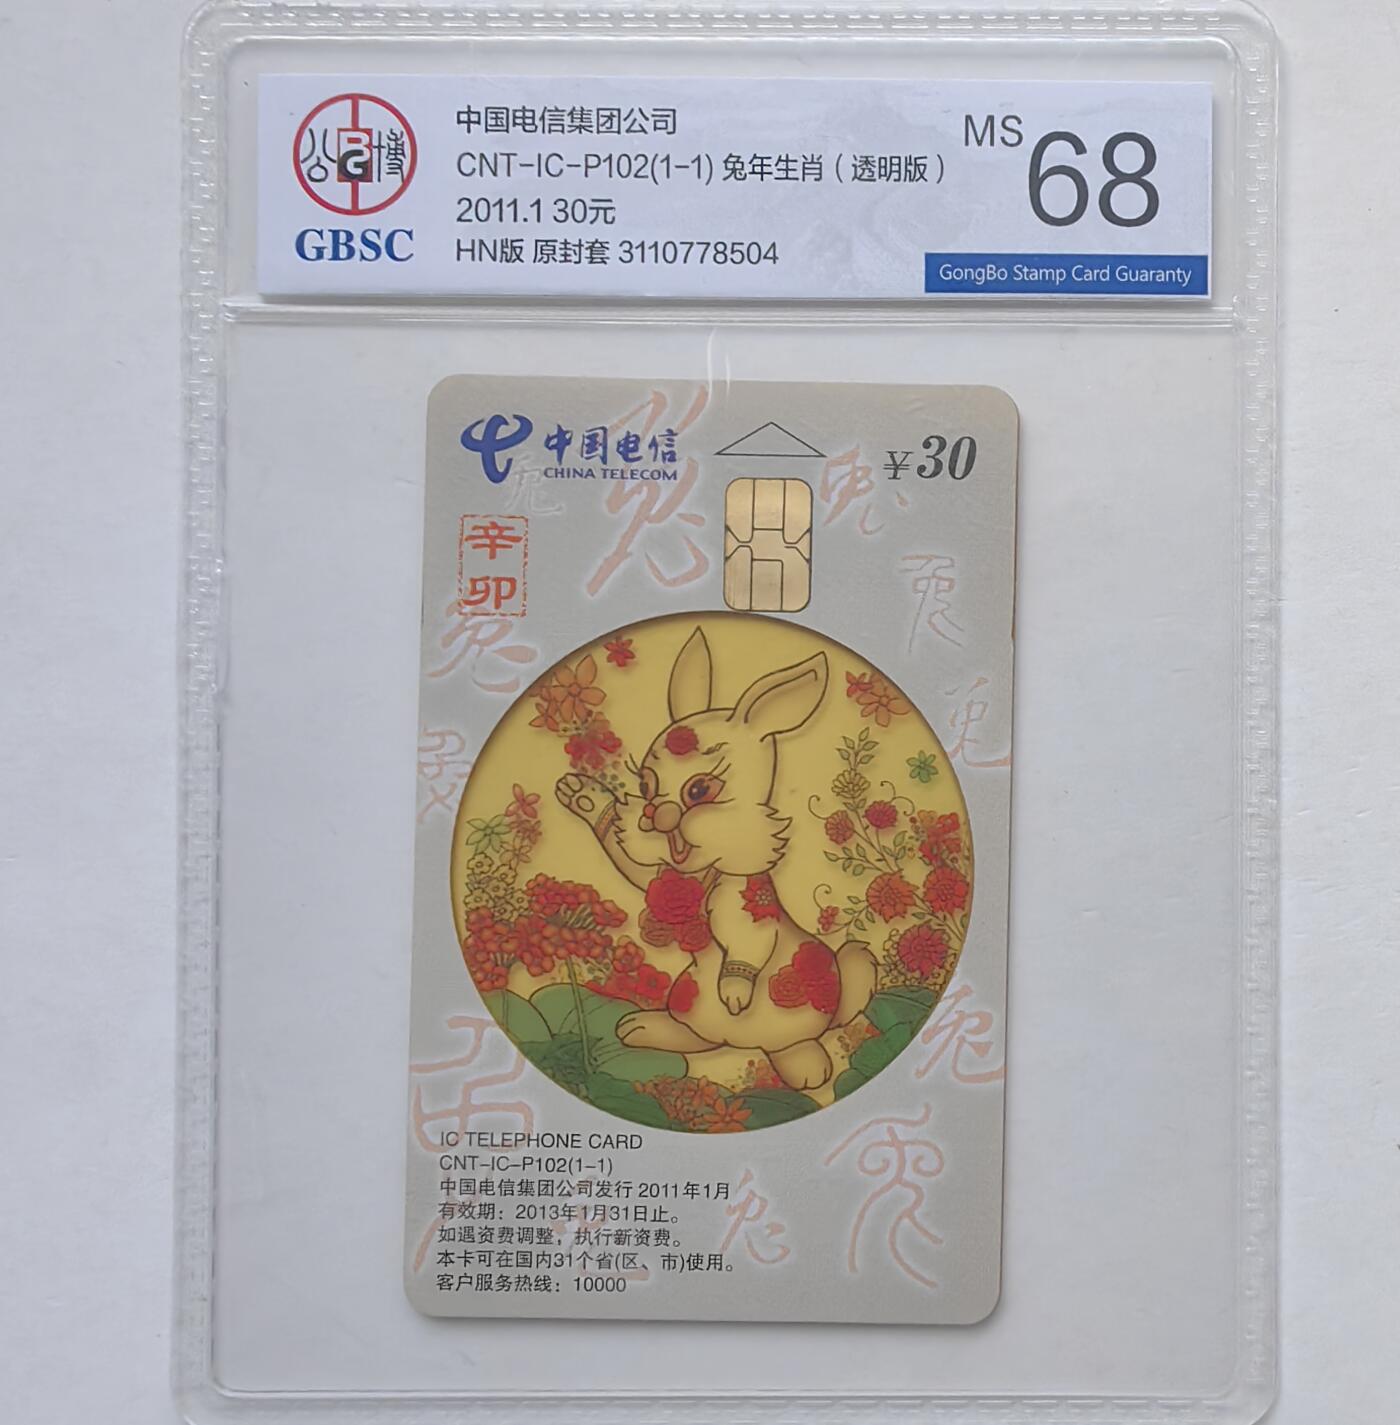 公博
BG
GBSC
中国电信集团公司
CNT-IC-P102(1-1) 兔年生肖(透明版)
2011.1 30元
HN版 原封套 3110778504
MS 68
GongBo Stamp Card Guaranty
中国电信
CHINA TELECOM
¥30
辛
卯
兔
IC TELEPHONE CARD
CNT-IC-P102(1-1)
中国电信集团公司发行 2011年1月
有效期：2013年1月31日止。
如遇资费调整，执行新资费。
本卡可在国内31个省(区、市)使用。
客户服务热线：10000